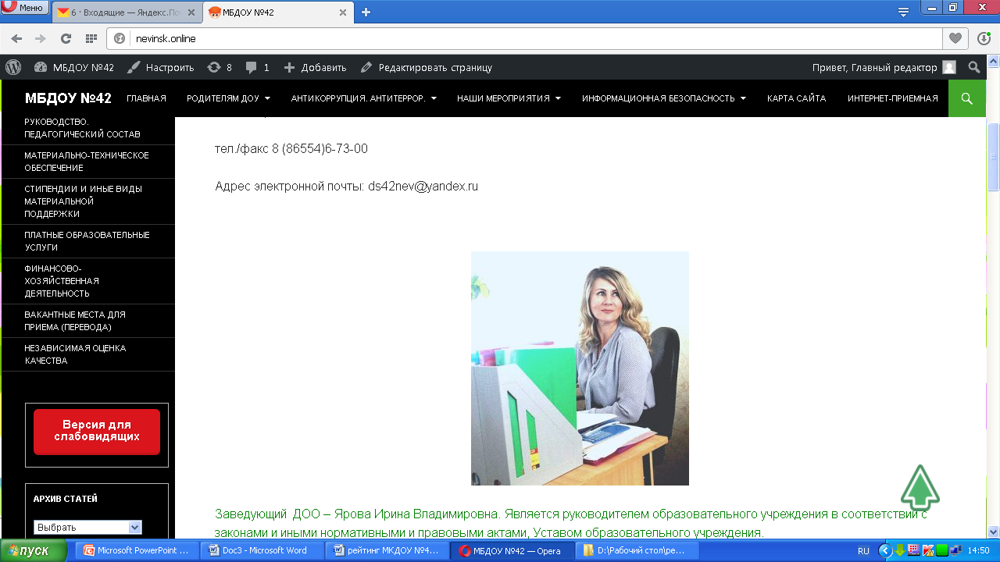 Меню
6 · Входящие — Яндекс.По
МБДОУ №42
nevinsk.online
МБДОУ №42
Настроить
8
1
Добавить
Редактировать страницу
Привет, Главный редактор
МБДОУ №42
ГЛАВНАЯ
РОДИТЕЛЯМ ДОУ
АНТИКОРРУПЦИЯ. АНТИТЕРРОР.
НАШИ МЕРОПРИЯТИЯ
ИНФОРМАЦИОННАЯ БЕЗОПАСНОСТЬ
КАРТА САЙТА
ИНТЕРНЕТ-ПРИЕМНАЯ
РУКОВОДСТВО.
ПЕДАГОГИЧЕСКИЙ СОСТАВ
МАТЕРИАЛЬНО-ТЕХНИЧЕСКОЕ
ОБЕСПЕЧЕНИЕ
СТИПЕНДИИ И ИНЫЕ ВИДЫ
МАТЕРИАЛЬНОЙ
ПОДДЕРЖКИ
ПЛАТНЫЕ ОБРАЗОВАТЕЛЬНЫЕ
УСЛУГИ
ФИНАНСОВО-
ХОЗЯЙСТВЕННАЯ
ДЕЯТЕЛЬНОСТЬ
ВАКАНТНЫЕ МЕСТА ДЛЯ
ПРИЕМА (ПЕРЕВОДА)
НЕЗАВИСИМАЯ ОЦЕНКА
КАЧЕСТВА
Версия для
слабовидящих
АРХИВ СТАТЕЙ
Выбрать
тел./факс 8 (86554)6-73-00
Адрес электронной почты: ds42nev@yandex.ru
Заведующий ДОО – Ярова Ирина Владимировна. Является руководителем образовательного учреждения в соответствии с
законами и иными нормативными и правовыми актами, Уставом образовательного учреждения.
пуск
Microsoft PowerPoint ...
Doc3 - Microsoft Word
рейтинг МКДОУ №4...
МБДОУ №42 — Opera
D:\Рабочий стол\ре...
RU
14:50